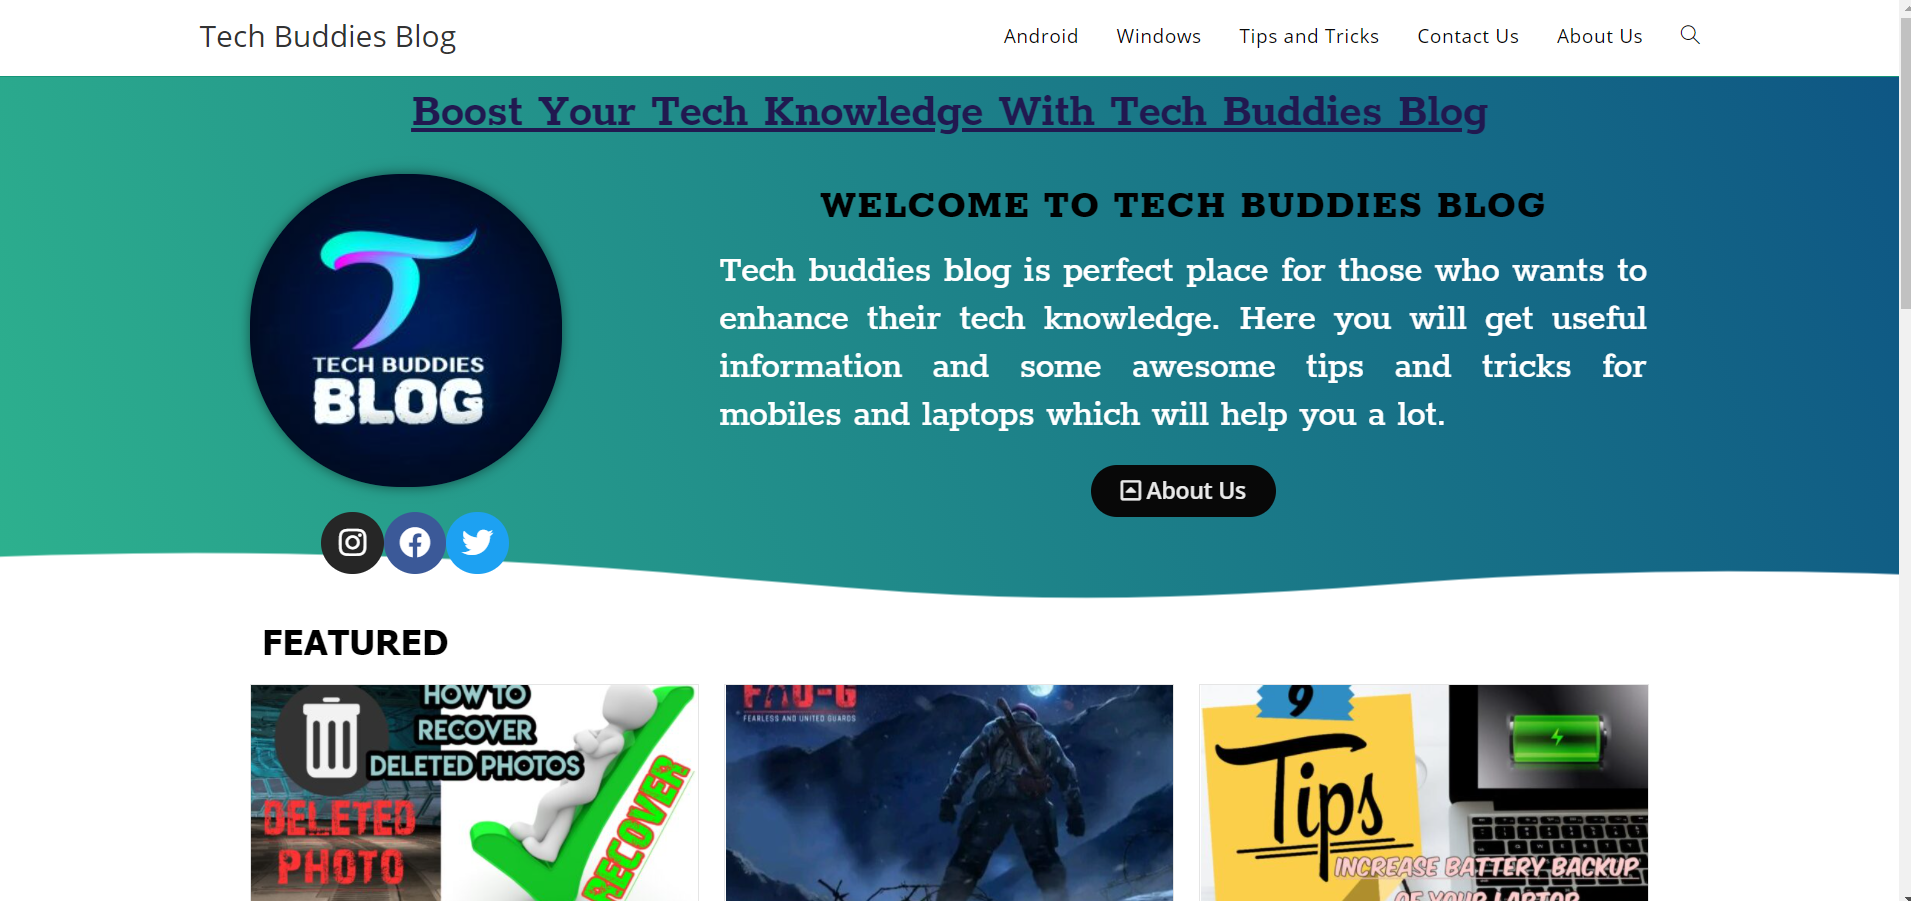 Tech Buddies Blog
Android Windows Tips and Tricks Contact Us About Us
Boost Your Tech Knowledge With Tech Buddies Blog
TECH BUDDIES
BLOG
WELCOME TO TECH BUDDIES BLOG
Tech buddies blog is perfect place for those who wants to
enhance their tech knowledge. Here you will get useful
information and some awesome tips and tricks for
mobiles and laptops which will help you a lot.
About Us
FEATURED
HOW TO
RECOVER
DELETED PHOTOS
DELETED
PHOTO
RECOVER
FAU-G
FEARLESS AND UNITED GUARDS
9
Tips
INCREASE BATTERY BACKUP
OF YOUR LAPTOP